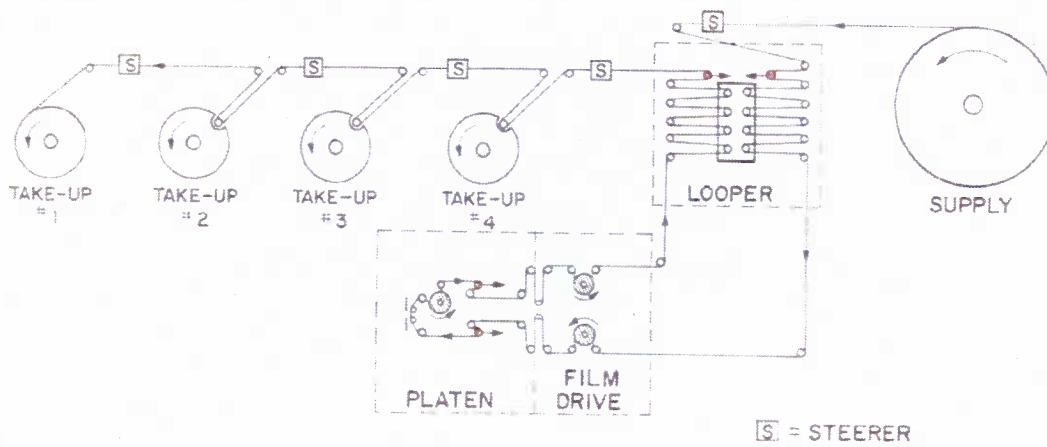 S
S
S
S
S
TAKE-UP
#1
TAKE-UP
#2
TAKE-UP
#3
TAKE-UP
#4
LOOPER
SUPPLY
PLATEN
FILM
DRIVE
S = STEERER